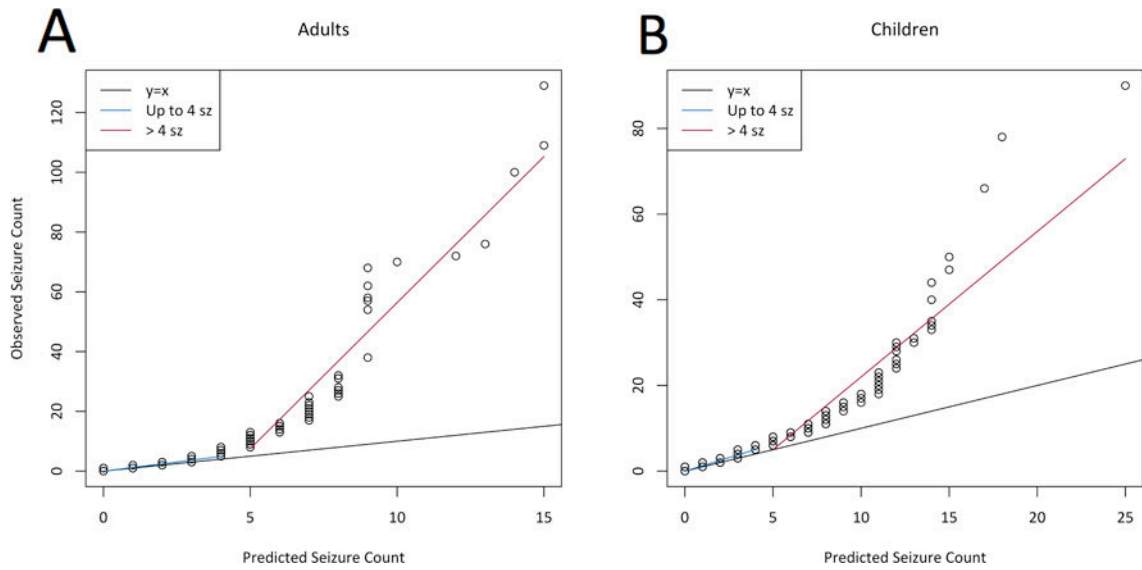 A
Adults
y=x
Up to 4 sz
> 4 sz
Observed Seizure Count
0
20
40
60
80
100
120
0
5
10
15
Predicted Seizure Count
B
Children
y=x
Up to 4 sz
> 4 sz
0
20
40
60
80
0
5
10
15
20
25
Predicted Seizure Count